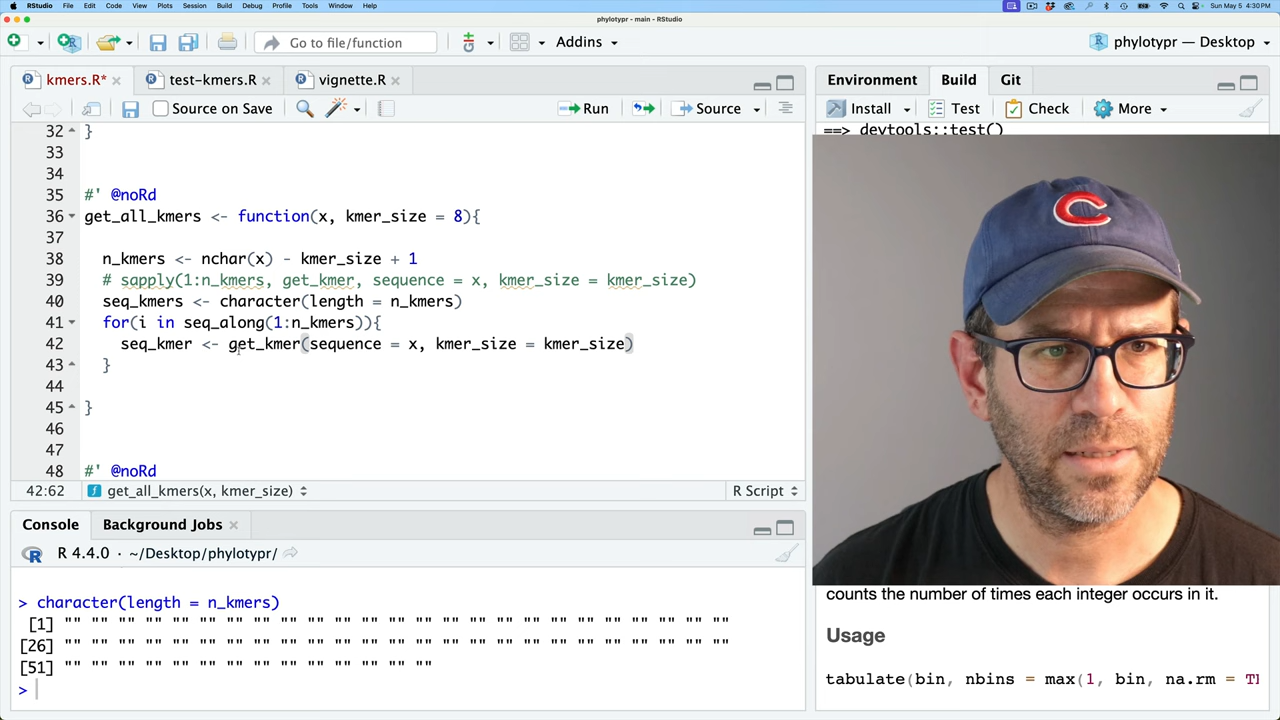 RStudio File Edit Code View Plots Session Build Debug Profile Tools Window Help Sun May 5 4:30 PM
phylotypr - main - RStudio
Go to file/function Addins phylotypr — Desktop
kmers.R* test-kmers.R vignette.R
Source on Save Run Source
32 }
33
34
35 #' @noRd
36 get_all_kmers <- function(x, kmer_size = 8){
37
38 n_kmers <- nchar(x) - kmer_size + 1
39 # sapply(1:n_kmers, get_kmer, sequence = x, kmer_size = kmer_size)
40 seq_kmers <- character(length = n_kmers)
41 for(i in seq_along(1:n_kmers)){
42 seq_kmer <- get_kmer(sequence = x, kmer_size = kmer_size)
43 }
44
45 }
46
47
48 #' @noRd
42:62 get_all_kmers(x, kmer_size) R Script
Console Background Jobs
R 4.4.0 · ~/Desktop/phylotypr/
> character(length = n_kmers)
[1] "" "" "" "" "" "" "" "" "" "" "" "" "" "" "" "" "" "" "" "" "" "" "" "" ""
[26] "" "" "" "" "" "" "" "" "" "" "" "" "" "" "" "" "" "" "" "" "" "" "" "" ""
[51] "" "" "" "" "" "" "" "" "" "" "" "" "" ""
>
Environment Build Git
Install Test Check More
==> devtools::test()
C
counts the number of times each integer occurs in it.
Usage
tabulate(bin, nbins = max(1, bin, na.rm =